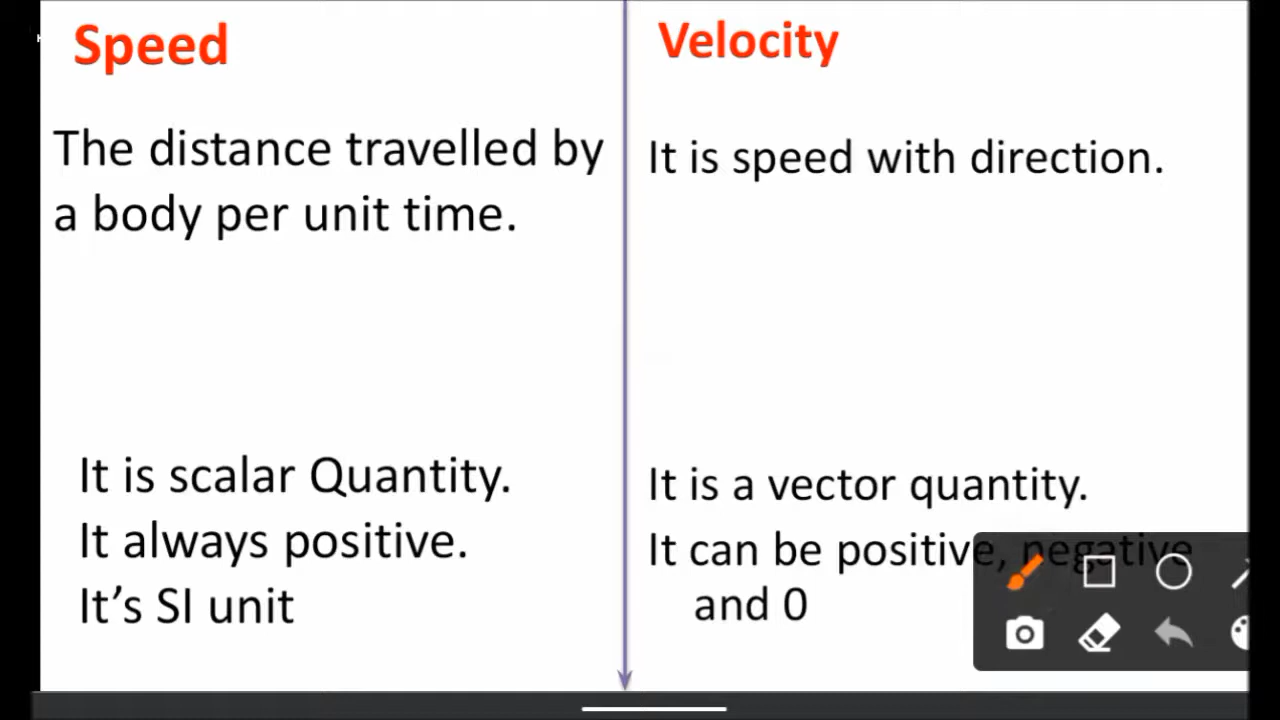 Speed
The distance travelled by
a body per unit time.
It is scalar Quantity.
It always positive.
It’s SI unit
Velocity
It is speed with direction.
It is a vector quantity.
It can be positive, negative
and 0